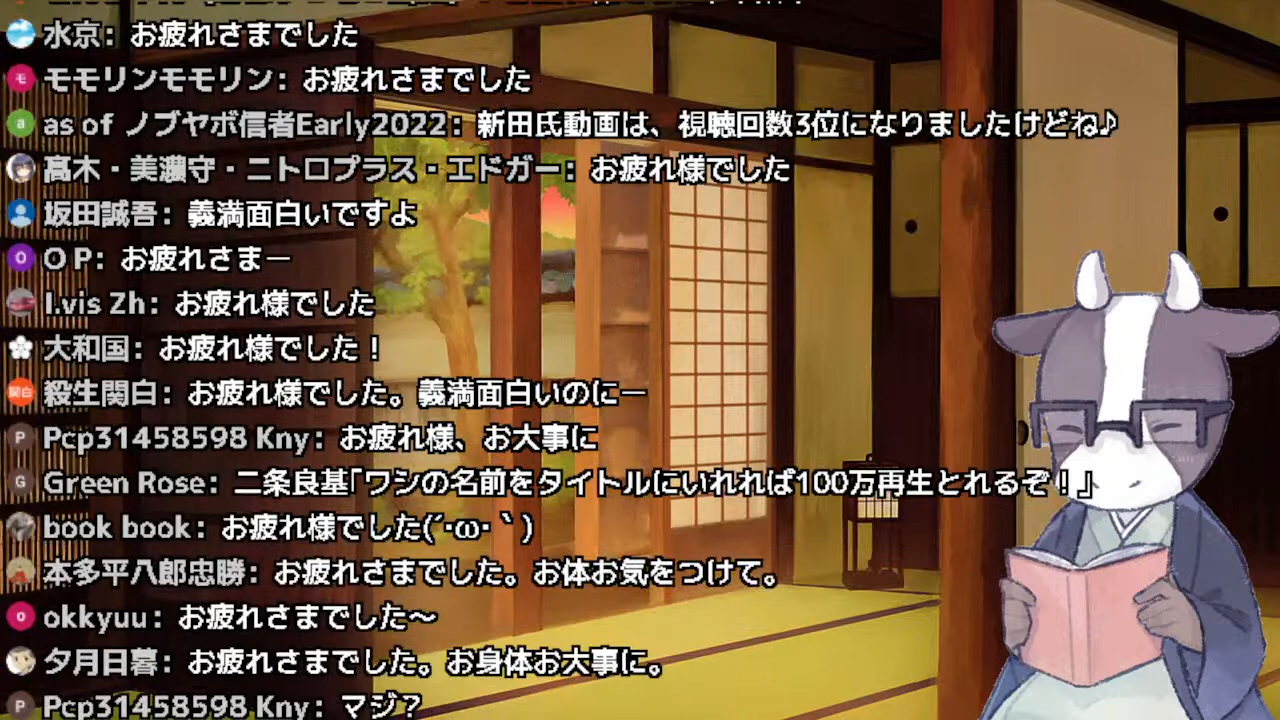 水京: お疲れさまでした
モ モモリンモモリン: お疲れさまでした
a as of ノブヤボ信者Early2022: 新田氏動画は、視聴回数3位になりましたけどね♪
髙木・美濃守・ニトロプラス・エドガー: お疲れ様でした
坂田誠吾: 義満面白いですよ
O O P: お疲れさまー
I.vis Zh: お疲れ様でした
大和国: お疲れ様でした！
関白 殺生関白: お疲れ様でした。義満面白いのにー
P Pcp31458598 Kny: お疲れ様、お大事に
G Green Rose: 二条良基「ワシの名前をタイトルにいれれば100万再生とれるぞ！」
book book: お疲れ様でした(´･ω･｀)
本多平八郎忠勝: お疲れさまでした。お体お気をつけて。
o okkyuu: お疲れさまでした〜
夕月日暮: お疲れさまでした。お身体お大事に。
P Pcp31458598 Kny: マジ?